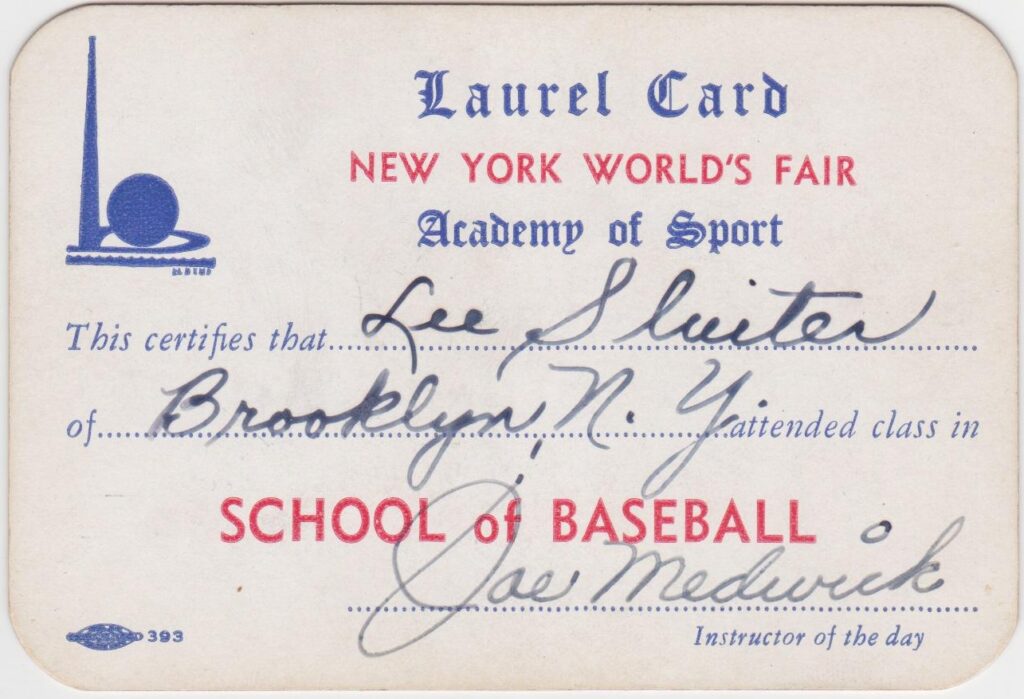 Laurel Card
NEW YORK WORLD'S FAIR
Academy of Sport
This certifies that Lee Sluiter
of Brooklyn, N. Y. attended class in
SCHOOL of BASEBALL
Joe Medwick
Instructor of the day
393